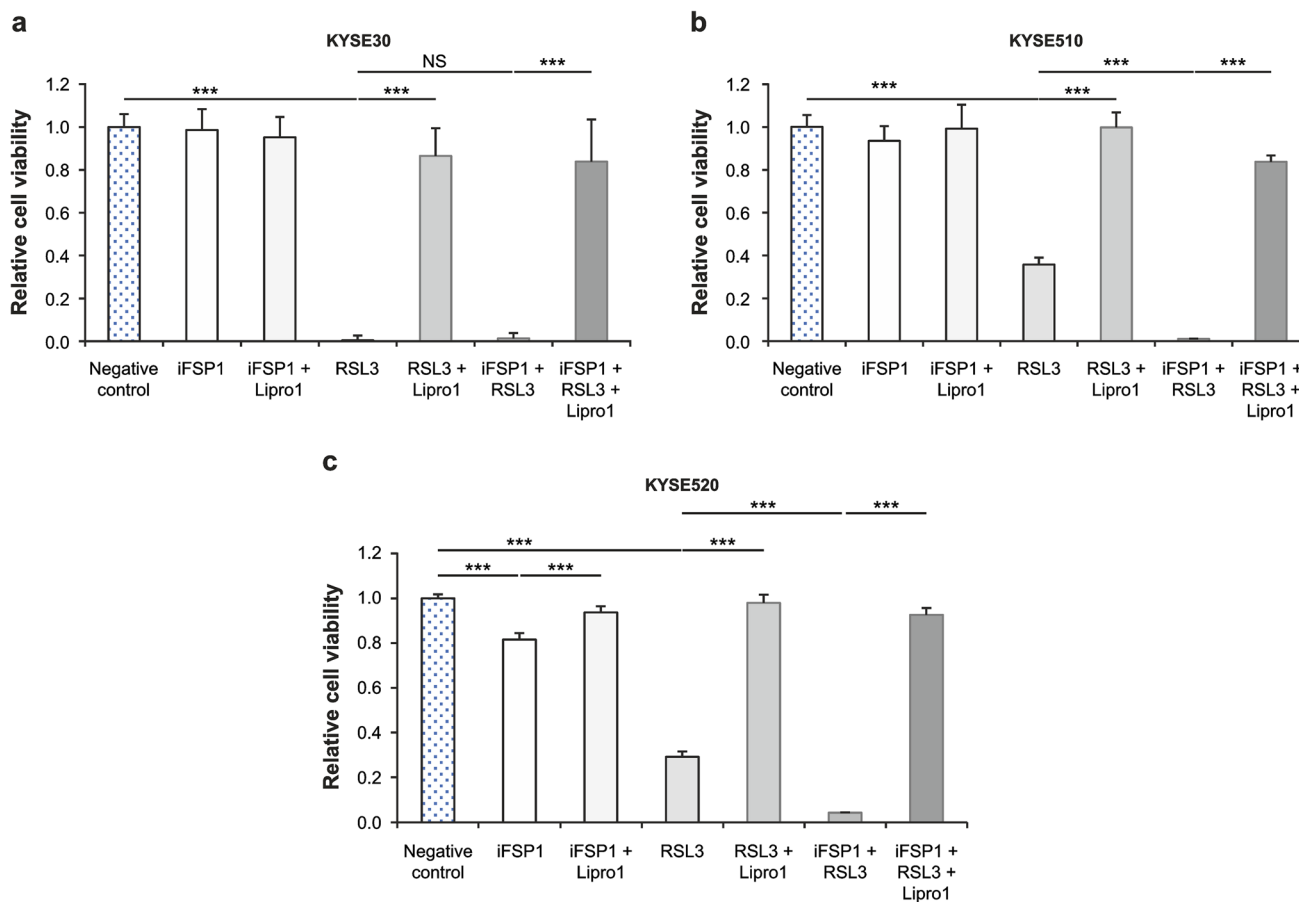 a
KYSE30
NS
***
***
***
1.2
1.0
0.8
0.6
0.4
0.2
0.0
Relative cell viability
Negative control
iFSP1
iFSP1 + Lipro1
RSL3
RSL3 + Lipro1
iFSP1 + RSL3
iFSP1 + RSL3 + Lipro1
b
KYSE510
***
***
***
***
1.2
1.0
0.8
0.6
0.4
0.2
0.0
Relative cell viability
Negative control
iFSP1
iFSP1 + Lipro1
RSL3
RSL3 + Lipro1
iFSP1 + RSL3
iFSP1 + RSL3 + Lipro1
c
KYSE520
***
***
***
***
***
***
1.2
1.0
0.8
0.6
0.4
0.2
0.0
Relative cell viability
Negative control
iFSP1
iFSP1 + Lipro1
RSL3
RSL3 + Lipro1
iFSP1 + RSL3
iFSP1 + RSL3 + Lipro1